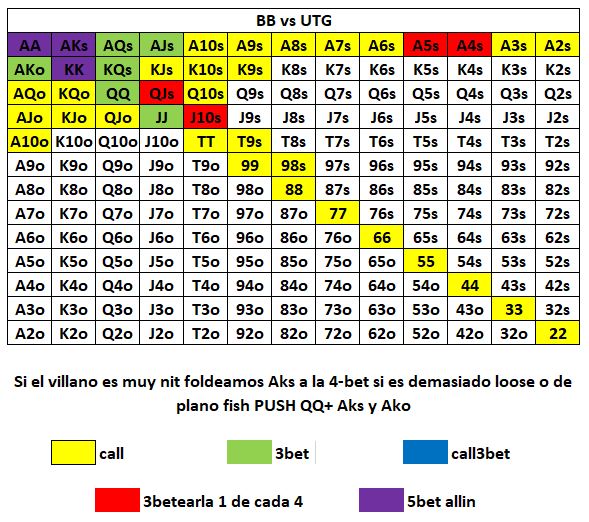 BB vs UTG
AA AKs AQs AJs A10s A9s A8s A7s A6s A5s A4s A3s A2s
AKo KK KQs KJs K10s K9s K8s K7s K6s K5s K4s K3s K2s
AQo KQo QQ QJs Q10s Q9s Q8s Q7s Q6s Q5s Q4s Q3s Q2s
AJo KJo QJo JJ J10s J9s J8s J7s J6s J5s J4s J3s J2s
A10o K10o Q10o J10o TT T9s T8s T7s T6s T5s T4s T3s T2s
A9o K9o Q9o J9o T9o 99 98s 97s 96s 95s 94s 93s 92s
A8o K8o Q8o J8o T8o 98o 88 87s 86s 85s 84s 83s 82s
A7o K7o Q7o J7o T7o 97o 87o 77 76s 75s 74s 73s 72s
A6o K6o Q6o J6o T6o 96o 86o 76o 66 65s 64s 63s 62s
A5o K5o Q5o J5o T5o 95o 85o 75o 65o 55 54s 53s 52s
A4o K4o Q4o J4o T4o 94o 84o 74o 64o 54o 44 43s 42s
A3o K3o Q3o J3o T3o 93o 83o 73o 63o 53o 43o 33 32s
A2o K2o Q2o J2o T2o 92o 82o 72o 62o 52o 42o 32o 22
Si el villano es muy nit foldeamos Aks a la 4-bet si es demasiado loose o de
plano fish PUSH QQ+ Aks y Ako
call 3bet call3bet
3betearla 1 de cada 4 5bet allin